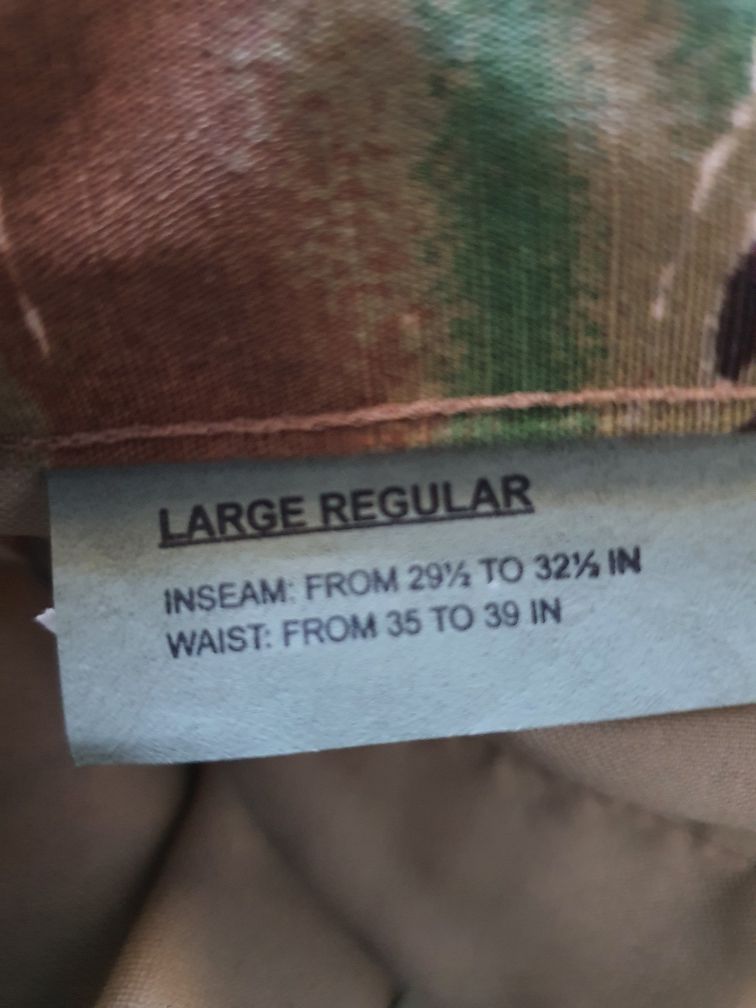 LARGE REGULAR
INSEAM: FROM 29½ TO 32½ IN
WAIST: FROM 35 TO 39 IN